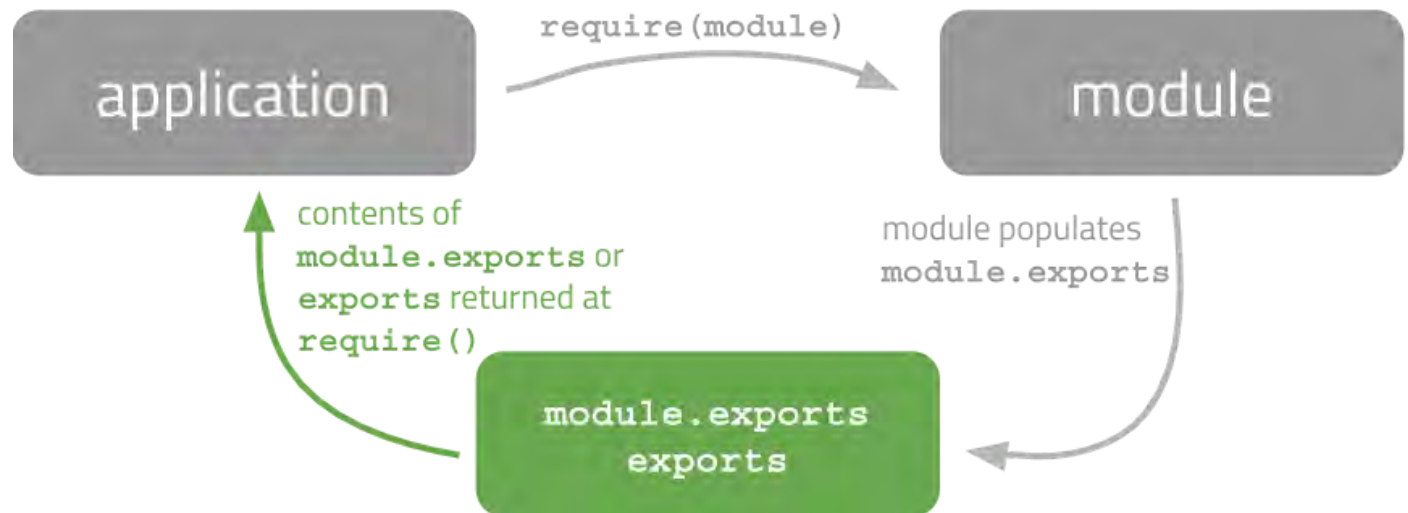 require(module)
application
module
contents of
module.exports or
exports returned at
require()
module populates
module.exports
module.exports
exports